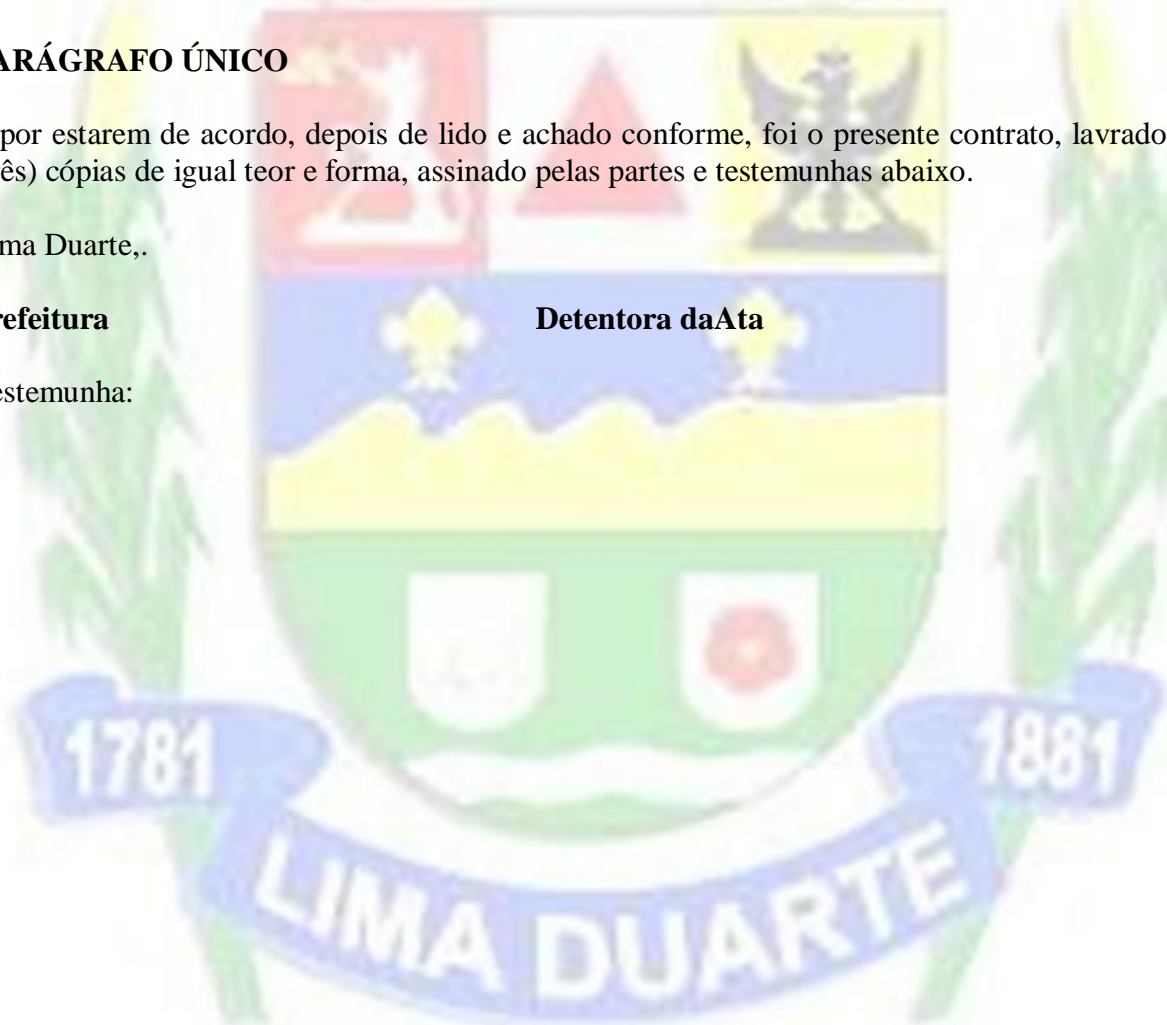 ARÁGRAFO ÚNICO
por estarem de acordo, depois de lido e achado conforme, foi o presente contrato, lavrado
ês) cópias de igual teor e forma, assinado pelas partes e testemunhas abaixo.
ma Duarte,.
refeitura Detentora daAta
estemunha:
1781 1881
LIMA DUARTE